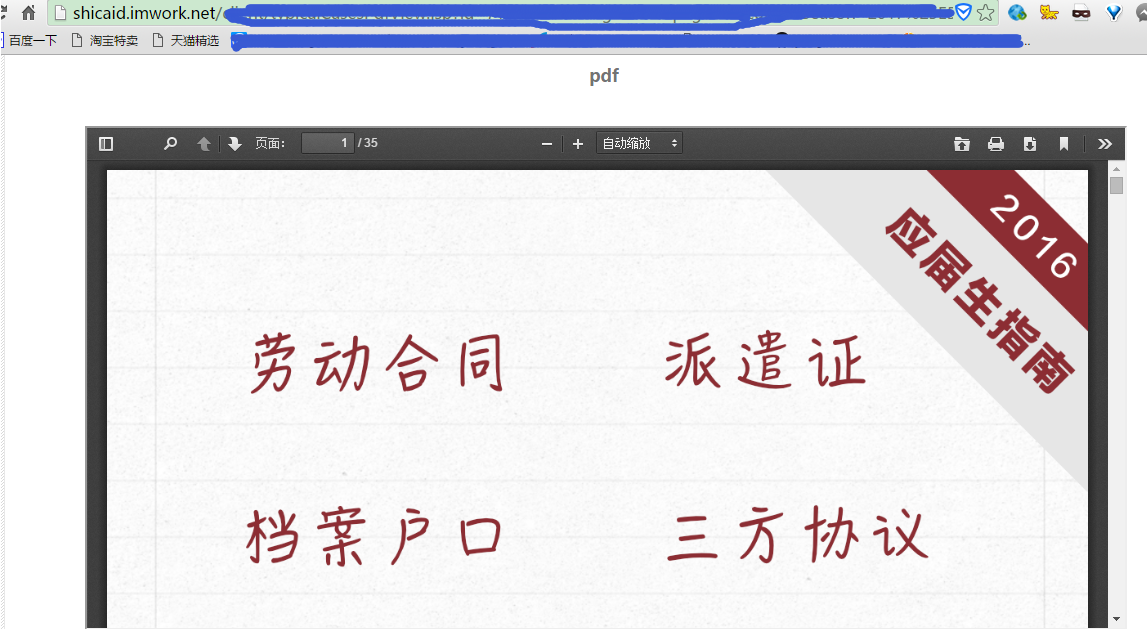 shicaid.imwork.net/
百度一下 淘宝特卖 天猫精选
pdf
页面: 1 / 35 自动缩放
2016
应届生指南
劳动合同 派遣证
档案户口 三方协议